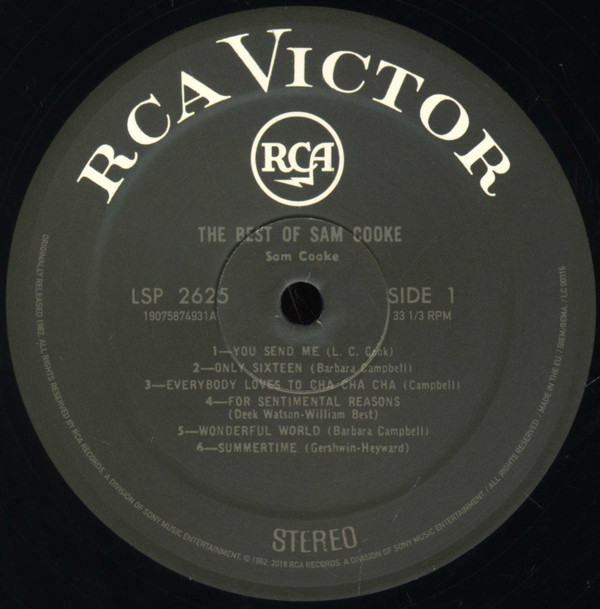 RCA VICTOR
RCA
THE BEST OF SAM COOKE
Sam Cooke
LSP 2625
SIDE 1
19075874931A
33 1/3 RPM
1—YOU SEND ME (L. C. Cook)
2—ONLY SIXTEEN (Barbara Campbell)
3—EVERYBODY LOVES TO CHA CHA CHA (Campbell)
4—FOR SENTIMENTAL REASONS
(Deek Watson-William Best)
5—WONDERFUL WORLD (Barbara Campbell)
6—SUMMERTIME (Gershwin-Heyward)
STEREO
ORIGINALLY RELEASED 1962. ALL RIGHTS RESERVED BY RCA RECORDS, A DIVISION OF SONY MUSIC ENTERTAINMENT. © 1962, 2018 RCA RECORDS, A DIVISION OF SONY MUSIC ENTERTAINMENT. / ALL RIGHTS RESERVED. / MADE IN THE EU / BIEM/GEMA. / LC 00316